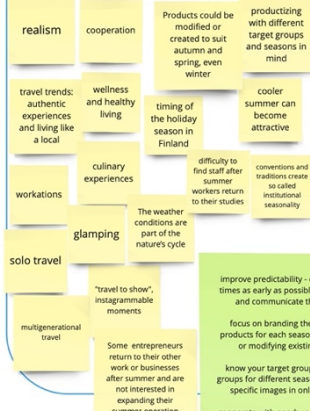 realism
cooperation
Products could be
modified or
created to suit
autumn and
spring, even
winter
productizing
with different
target groups
and seasons in
mind
travel trends:
authentic
experiences
and living like
a local
wellness
and healthy
living
timing of
the holiday
season in
Finland
cooler
summer can
become
attractive
workations
culinary
experiences
difficulty to
find staff after
summer
workers return
to their studies
conventions and
traditions create
so called
institutional
seasonality
solo travel
glamping
The weather
conditions are
part of the
nature's cycle
multigenerational
travel
"travel to show",
instagrammable
moments
Some entrepreneurs
return to their other
work or businesses
after summer and are
not interested in
expanding their
summer operation
improve predictability -
times as early as possib
and communicate th
focus on branding the
products for each seaso
or modifying existin
know your target grou
groups for different seas
specific images in onl